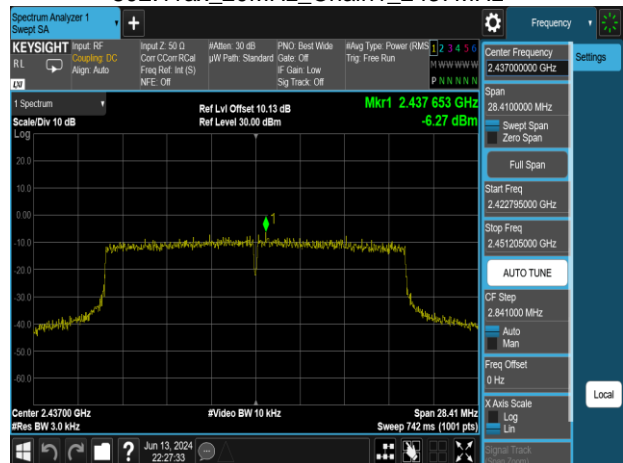 Spectrum Analyzer 1
Swept SA
+
Frequency
KEYSIGHT
RL
LXI
Input: RF
Coupling: DC
Align: Auto
Input Z: 50 Ω
Corr CCorr RCal
Freq Ref: Int (S)
NFE: Off
#Atten: 30 dB
µW Path: Standard
PNO: Best Wide
Gate: Off
IF Gain: Low
Sig Track: Off
#Avg Type: Power (RMS
Trig: Free Run
1 2 3 4 5 6
M W W W W W
P N N N N N
1 Spectrum
Scale/Div 10 dB
Log
Ref Lvl Offset 10.13 dB
Ref Level 30.00 dBm
Mkr1 2.437 653 GHz
-6.27 dBm
20.0
10.0
0.00
-10.0
-20.0
-30.0
-40.0
-50.0
-60.0
1
Center 2.43700 GHz
#Res BW 3.0 kHz
#Video BW 10 kHz
Span 28.41 MHz
Sweep 742 ms (1001 pts)
Center Frequency
2.437000000 GHz
Settings
Span
28.4100000 MHz
Swept Span
Zero Span
Full Span
Start Freq
2.422795000 GHz
Stop Freq
2.451205000 GHz
AUTO TUNE
CF Step
2.841000 MHz
Auto
Man
Freq Offset
0 Hz
X Axis Scale
Log
Lin
Local
Signal Track
Jun 13, 2024
22:27:33
?